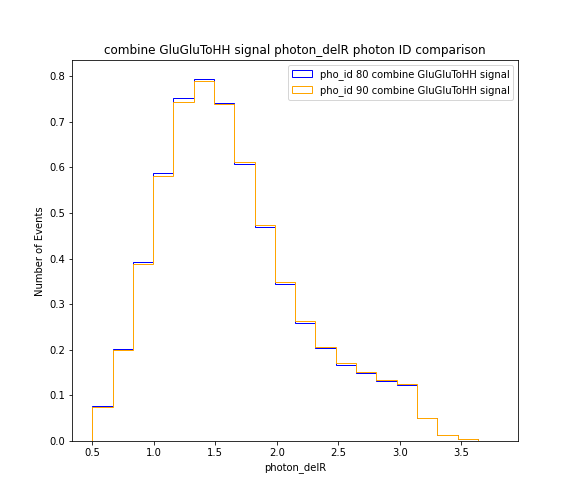 combine GluGluToHH signal photon_delR photon ID comparison
pho_id 80 combine GluGluToHH signal
pho_id 90 combine GluGluToHH signal
Number of Events
0.8
0.7
0.6
0.5
0.4
0.3
0.2
0.1
0.0
0.5 1.0 1.5 2.0 2.5 3.0 3.5
photon_delR